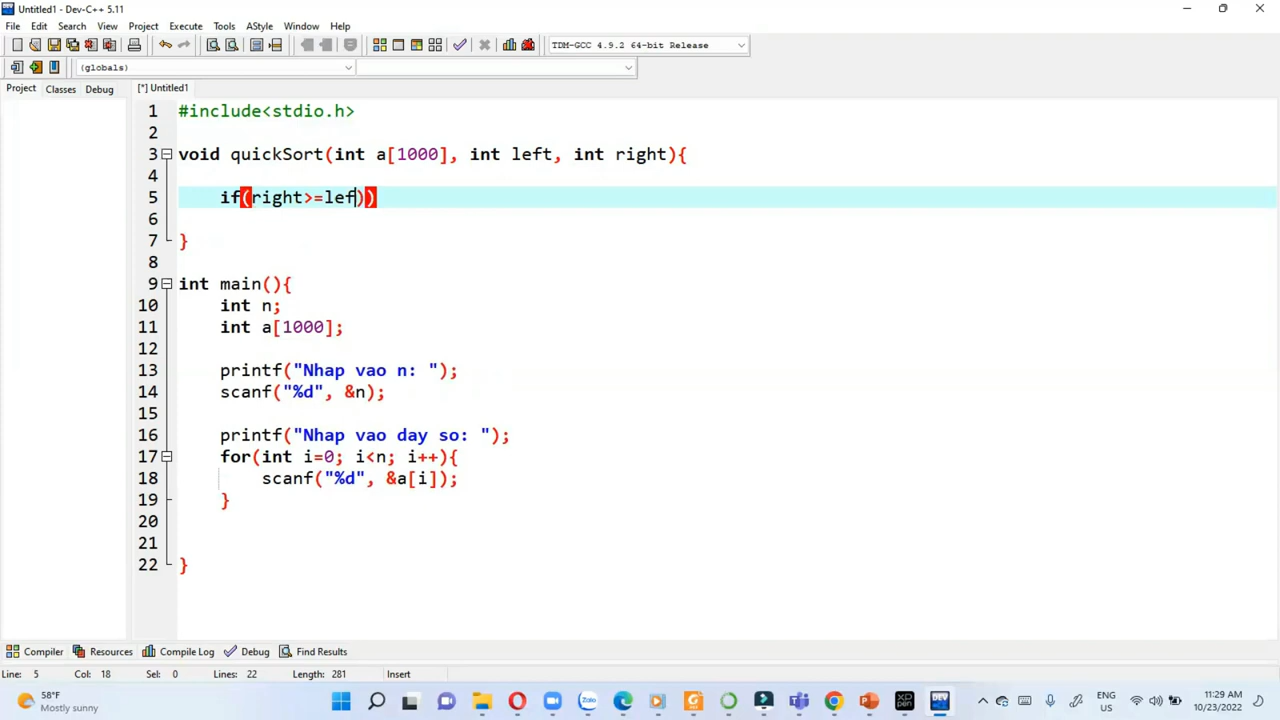 Untitled1 - Dev-C++ 5.11
File Edit Search View Project Execute Tools AStyle Window Help
TDM-GCC 4.9.2 64-bit Release
(globals)
Project Classes Debug [*] Untitled1
1 #include<stdio.h>
2
3 void quickSort(int a[1000], int left, int right){
4
5 if(right>=lef))
6
7 }
8
9 int main(){
10 int n;
11 int a[1000];
12
13 printf("Nhap vao n: ");
14 scanf("%d", &n);
15
16 printf("Nhap vao day so: ");
17 for(int i=0; i<n; i++){
18 scanf("%d", &a[i]);
19 }
20
21
22 }
Compiler Resources Compile Log Debug Find Results
Line: 5 Col: 18 Sel: 0 Lines: 22 Length: 281 Insert
58°F
Mostly sunny
Zalo
xp
pen
DEV
ENG
US
11:29 AM
10/23/2022